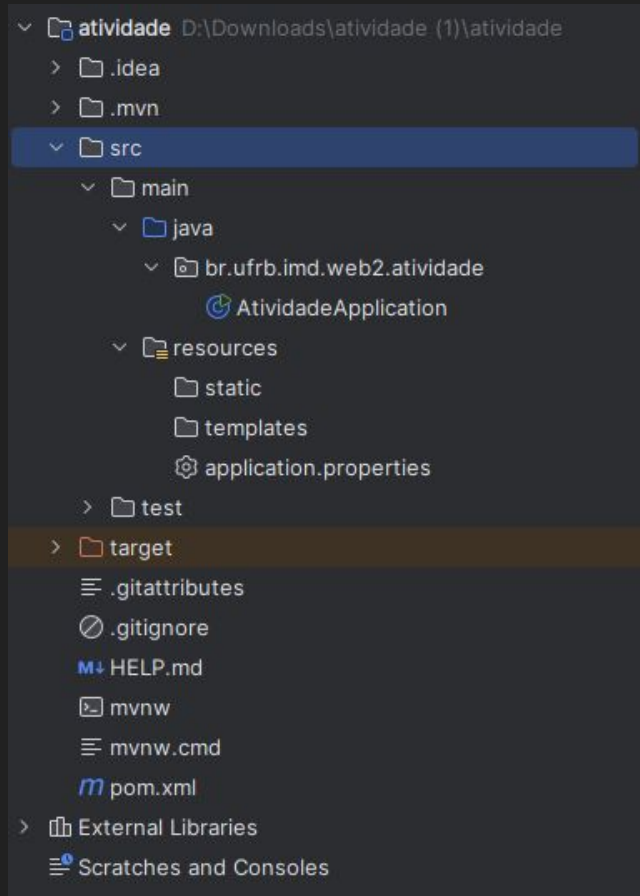 atividade D:\Downloads\atividade (1)\atividade
.idea
.mvn
src
main
java
br.ufrb.imd.web2.atividade
AtividadeApplication
resources
static
templates
application.properties
test
target
.gitattributes
.gitignore
M↓ HELP.md
mvnw
mvnw.cmd
m pom.xml
External Libraries
Scratches and Consoles